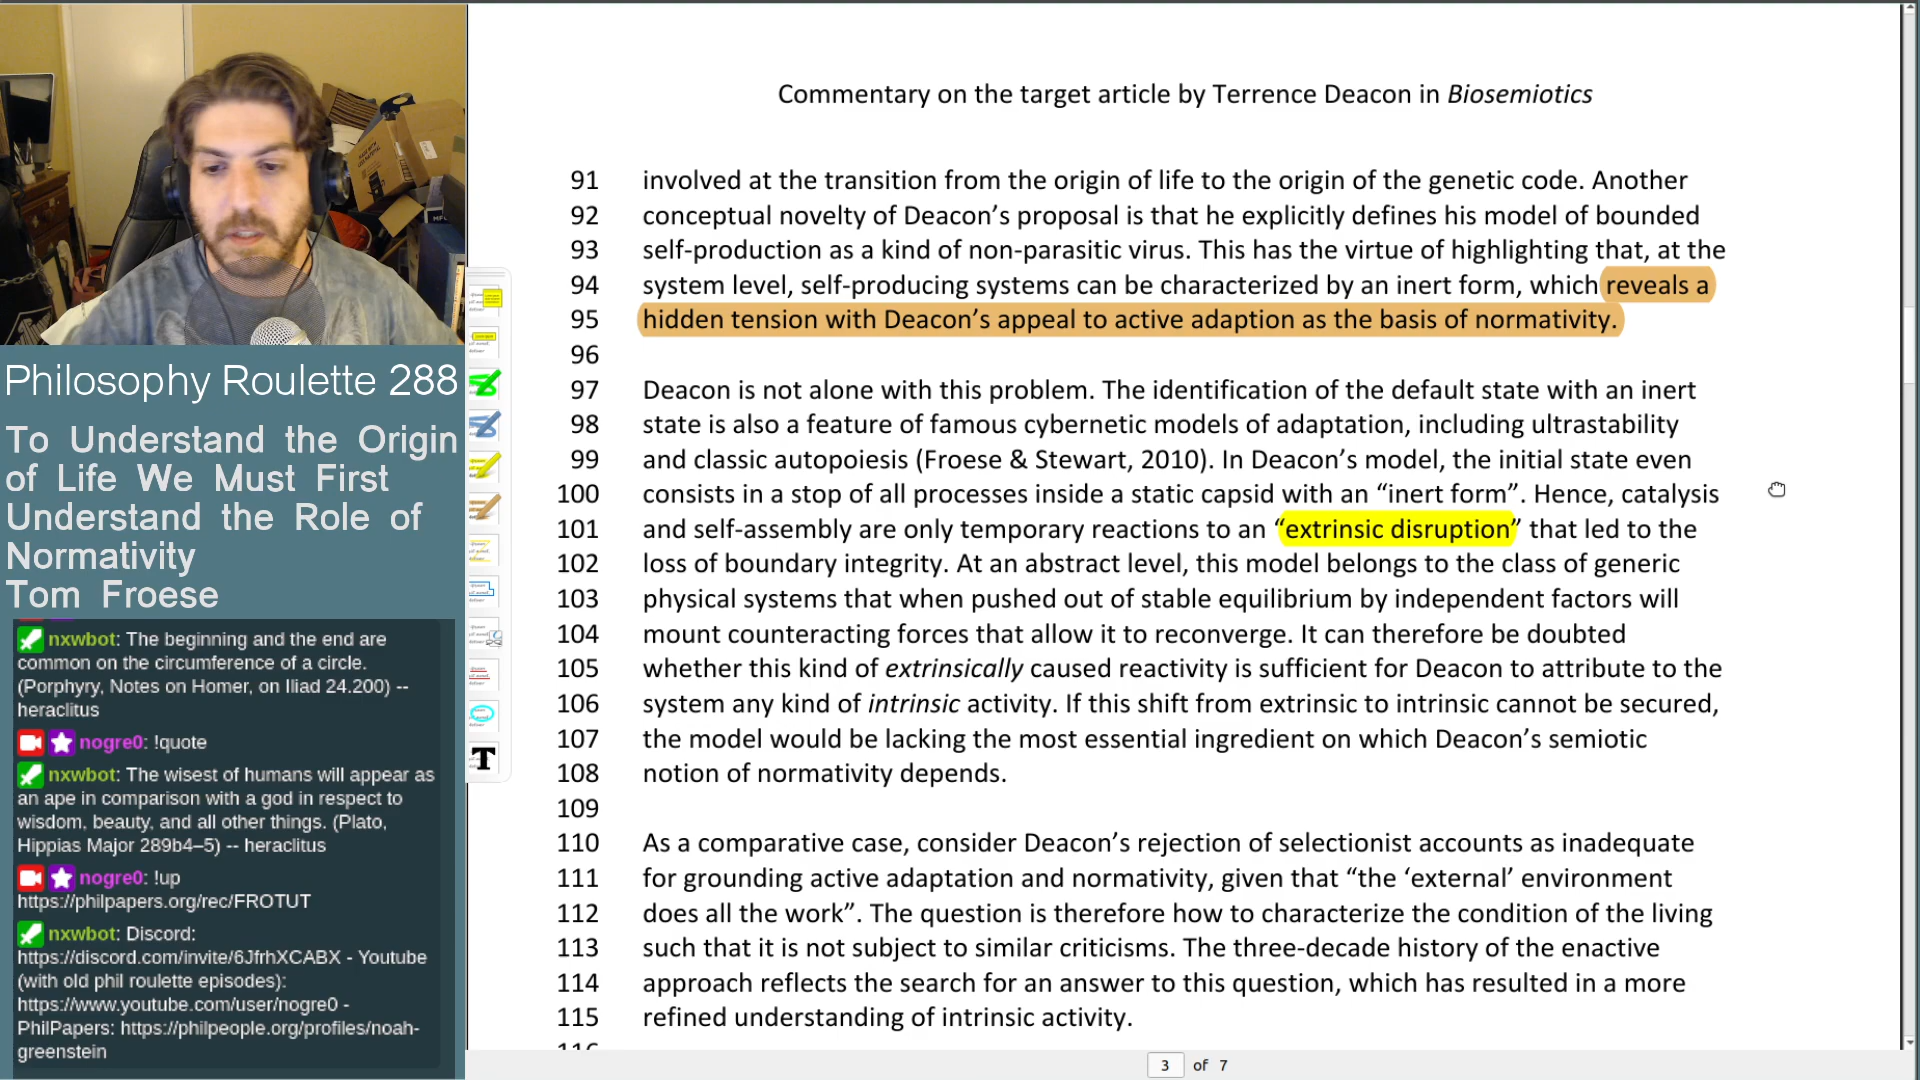 Commentary on the target article by Terrence Deacon in Biosemiotics
91 involved at the transition from the origin of life to the origin of the genetic code. Another
92 conceptual novelty of Deacon’s proposal is that he explicitly defines his model of bounded
93 self-production as a kind of non-parasitic virus. This has the virtue of highlighting that, at the
94 system level, self-producing systems can be characterized by an inert form, which reveals a
95 hidden tension with Deacon’s appeal to active adaption as the basis of normativity.
96
97 Deacon is not alone with this problem. The identification of the default state with an inert
98 state is also a feature of famous cybernetic models of adaptation, including ultrastability
99 and classic autopoiesis (Froese & Stewart, 2010). In Deacon’s model, the initial state even
100 consists in a stop of all processes inside a static capsid with an “inert form”. Hence, catalysis
101 and self-assembly are only temporary reactions to an “extrinsic disruption” that led to the
102 loss of boundary integrity. At an abstract level, this model belongs to the class of generic
103 physical systems that when pushed out of stable equilibrium by independent factors will
104 mount counteracting forces that allow it to reconverge. It can therefore be doubted
105 whether this kind of extrinsically caused reactivity is sufficient for Deacon to attribute to the
106 system any kind of intrinsic activity. If this shift from extrinsic to intrinsic cannot be secured,
107 the model would be lacking the most essential ingredient on which Deacon’s semiotic
108 notion of normativity depends.
109
110 As a comparative case, consider Deacon’s rejection of selectionist accounts as inadequate
111 for grounding active adaptation and normativity, given that “the ‘external’ environment
112 does all the work”. The question is therefore how to characterize the condition of the living
113 such that it is not subject to similar criticisms. The three-decade history of the enactive
114 approach reflects the search for an answer to this question, which has resulted in a more
115 refined understanding of intrinsic activity.
116
3 of 7
T
Philosophy Roulette 288
To Understand the Origin
of Life We Must First
Understand the Role of
Normativity
Tom Froese
nxwbot: The beginning and the end are
common on the circumference of a circle.
(Porphyry, Notes on Homer, on Iliad 24.200) --
heraclitus
nogre0: !quote
nxwbot: The wisest of humans will appear as
an ape in comparison with a god in respect to
wisdom, beauty, and all other things. (Plato,
Hippias Major 289b4–5) -- heraclitus
nogre0: !up
https://philpapers.org/rec/FROTUT
nxwbot: Discord:
https://discord.com/invite/6JfrhXCABX - Youtube
(with old phil roulette episodes):
https://www.youtube.com/user/nogre0 -
PhilPapers: https://philpeople.org/profiles/noah-
greenstein